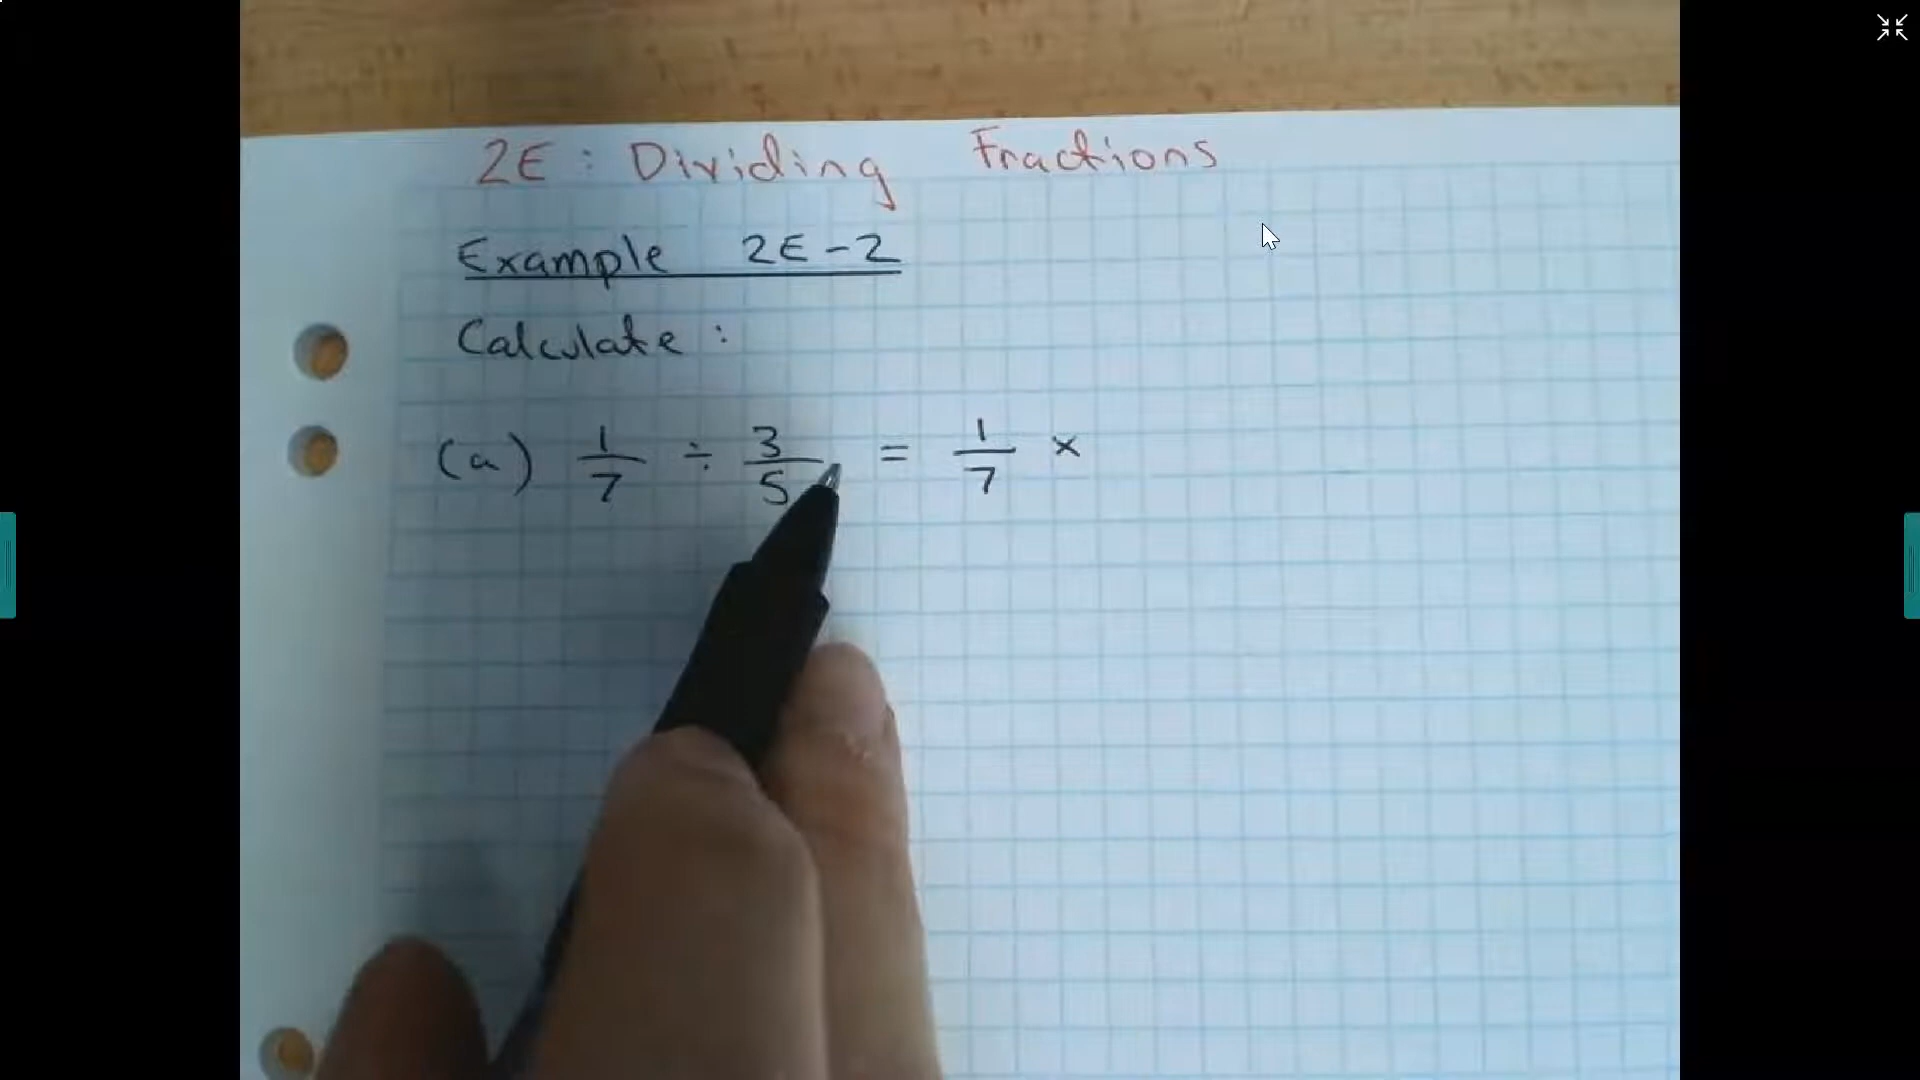 2E : Dividing Fractions
Example 2E - 2
Calculate :
(a) 1/7 ÷ 3/5 = 1/7 ×